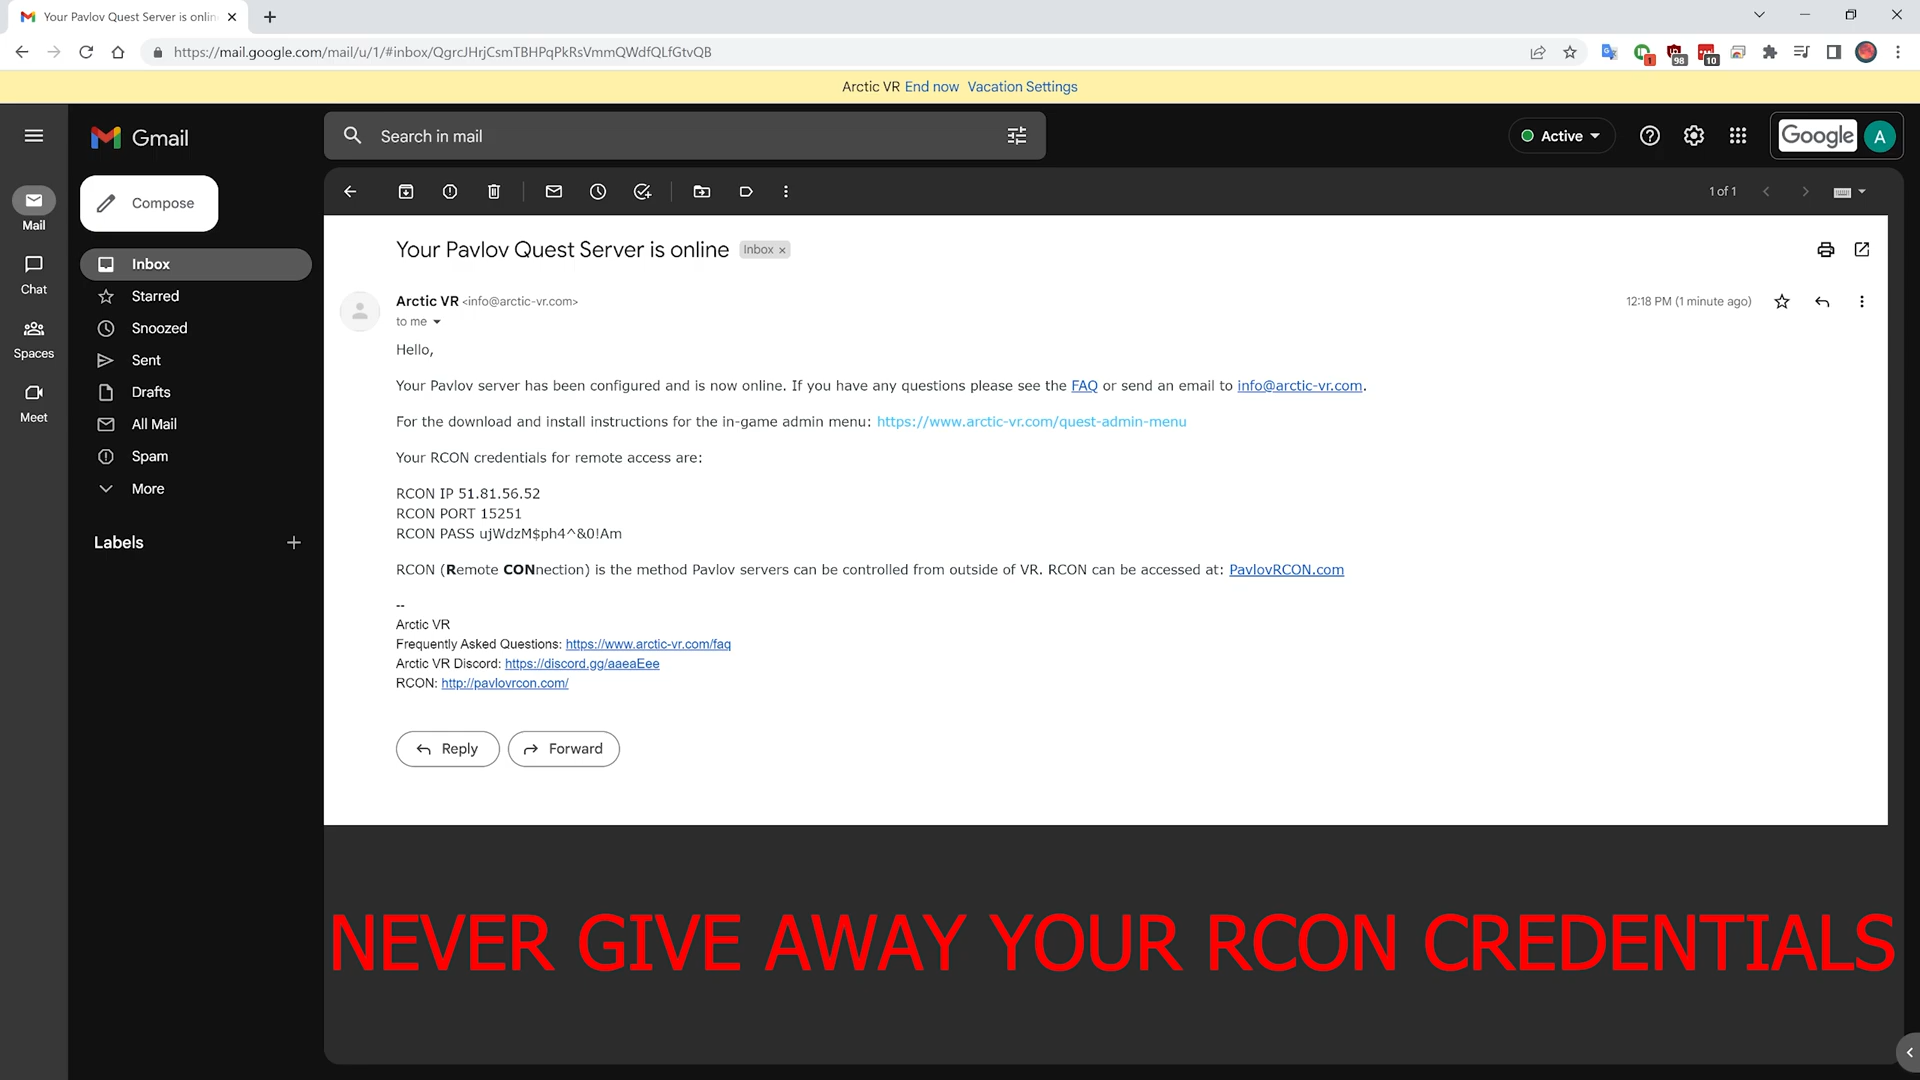 Your Pavlov Quest Server is onlin
https://mail.google.com/mail/u/1/#inbox/QgrcJHrjCsmTBHPqPkRsVmmQWdfQLfGtvQB
1
98
10
Arctic VR End now Vacation Settings
Gmail
Search in mail
Active
Google
A
Compose
1 of 1
Mail
Chat
Spaces
Meet
Inbox
Starred
Snoozed
Sent
Drafts
All Mail
Spam
More
Labels
Your Pavlov Quest Server is online Inbox x
Arctic VR <info@arctic-vr.com>
12:18 PM (1 minute ago)
to me
Hello,
Your Pavlov server has been configured and is now online. If you have any questions please see the FAQ or send an email to info@arctic-vr.com.
For the download and install instructions for the in-game admin menu: https://www.arctic-vr.com/quest-admin-menu
Your RCON credentials for remote access are:
RCON IP 51.81.56.52
RCON PORT 15251
RCON PASS ujWdzM$ph4^&0!Am
RCON (Remote CONnection) is the method Pavlov servers can be controlled from outside of VR. RCON can be accessed at: PavlovRCON.com
--
Arctic VR
Frequently Asked Questions: https://www.arctic-vr.com/faq
Arctic VR Discord: https://discord.gg/aaeaEee
RCON: http://pavlovrcon.com/
Reply
Forward
NEVER GIVE AWAY YOUR RCON CREDENTIALS